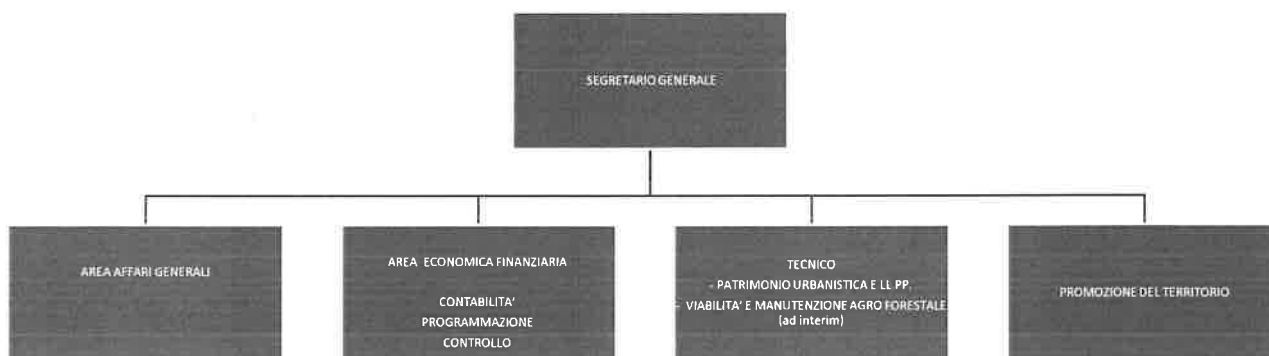 SEGRETARIO GENERALE
AREA AFFARI GENERALI
AREA ECONOMICA FINANZIARIA
CONTABILITA'
PROGRAMMAZIONE
CONTROLLO
TECNICO
- PATRIMONIO URBANISTICA E LL PP.
- VIABILITA' E MANUTENZIONE AGRO FORESTALE
(ad interim)
PROMOZIONE DEL TERRITORIO